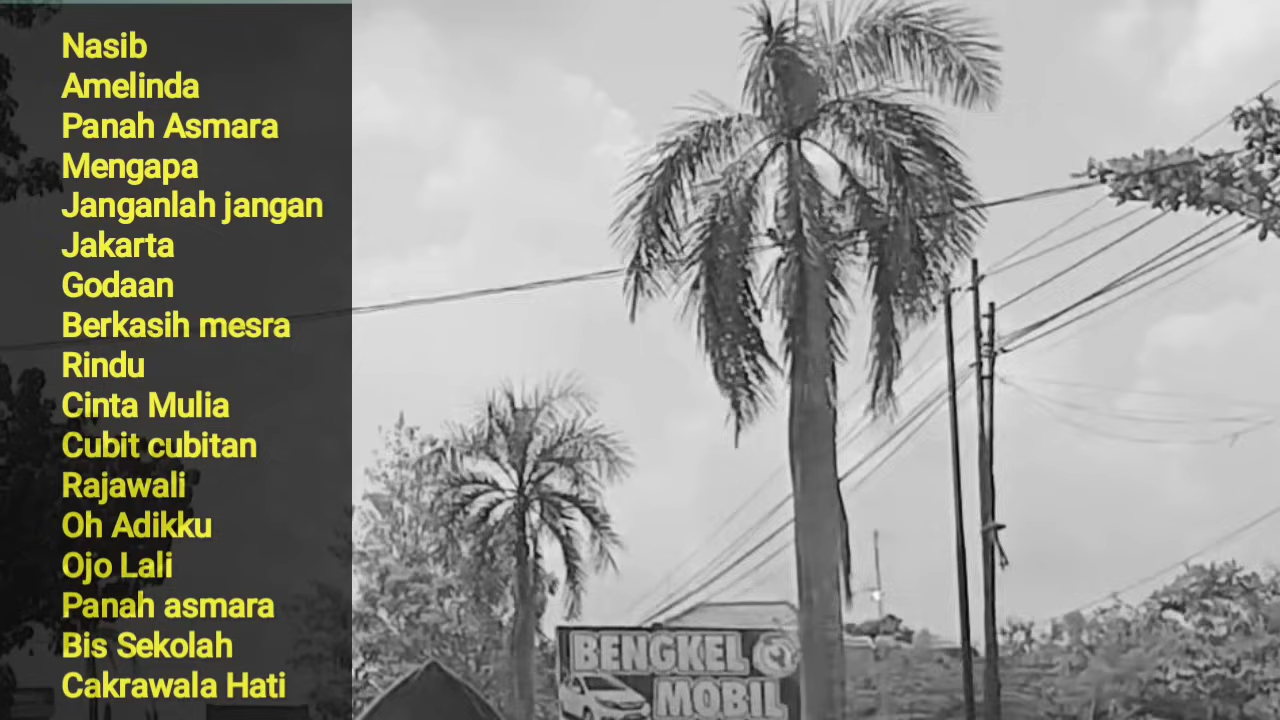 Nasib
Amelinda
Panah Asmara
Mengapa
Janganlah jangan
Jakarta
Godaan
Berkasih mesra
Rindu
Cinta Mulia
Cubit cubitan
Rajawali
Oh Adikku
Ojo Lali
Panah asmara
Bis Sekolah
Cakrawala Hati
BENGKEL
MOBIL